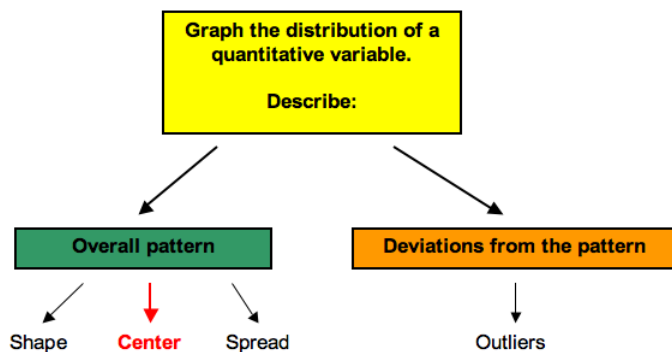 Graph the distribution of a
quantitative variable.
Describe:
Overall pattern
Deviations from the pattern
Shape
Center
Spread
Outliers